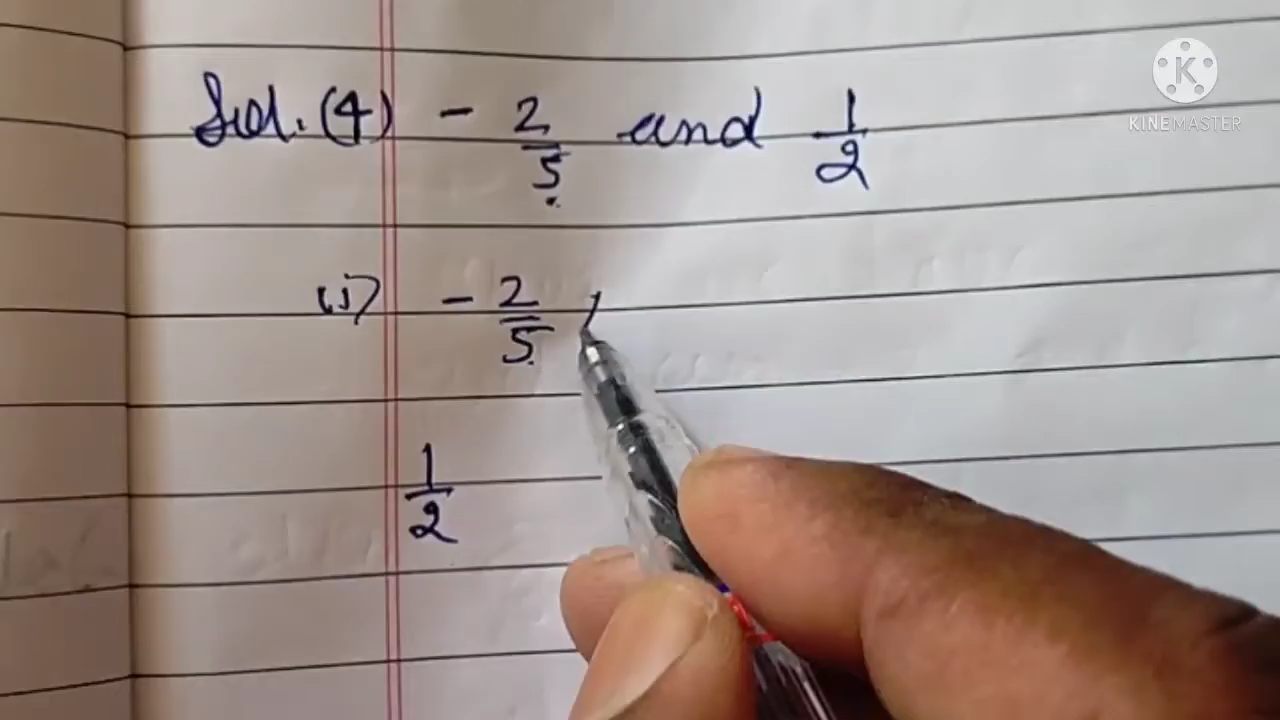 Sol. (4) - 2/5 and 1/2
(i) - 2/5
1/2
KINEMASTER